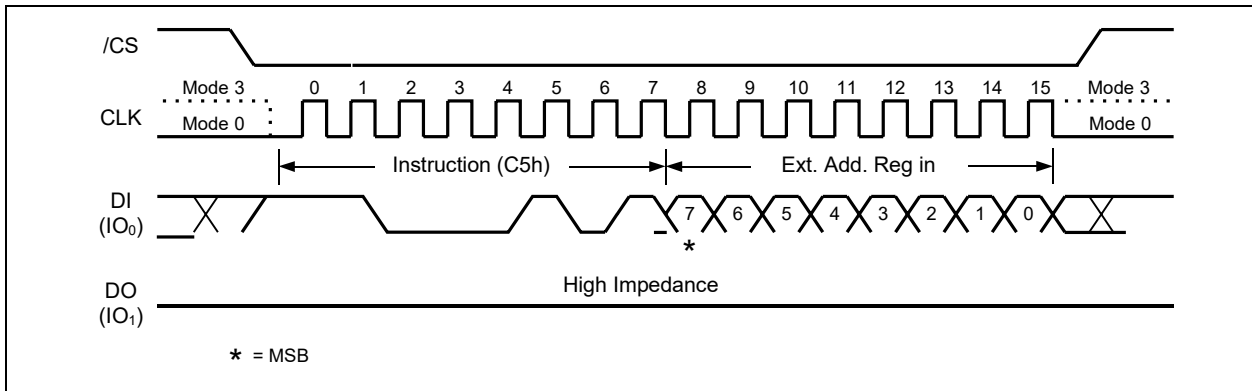 /CS
Mode 3 0 1 2 3 4 5 6 7 8 9 10 11 12 13 14 15 Mode 3
CLK
Mode 0 Mode 0
Instruction (C5h) Ext. Add. Reg in
DI
(IO₀)
7 6 5 4 3 2 1 0
*
High Impedance
DO
(IO₁)
* = MSB